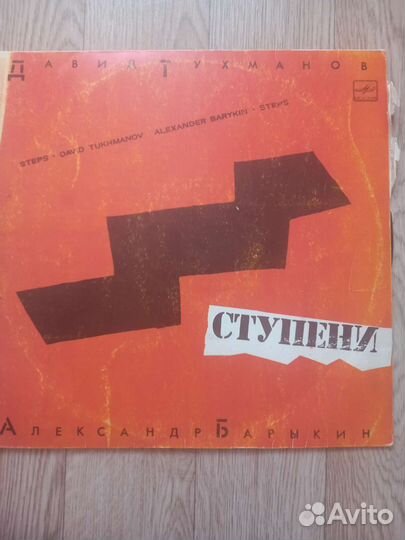 Давид Тухманов
STEPS • DAVID TUKHMANOV ALEXANDER BARYKIN • STEPS
СТУПЕНИ
Александр Барыкин
Avito